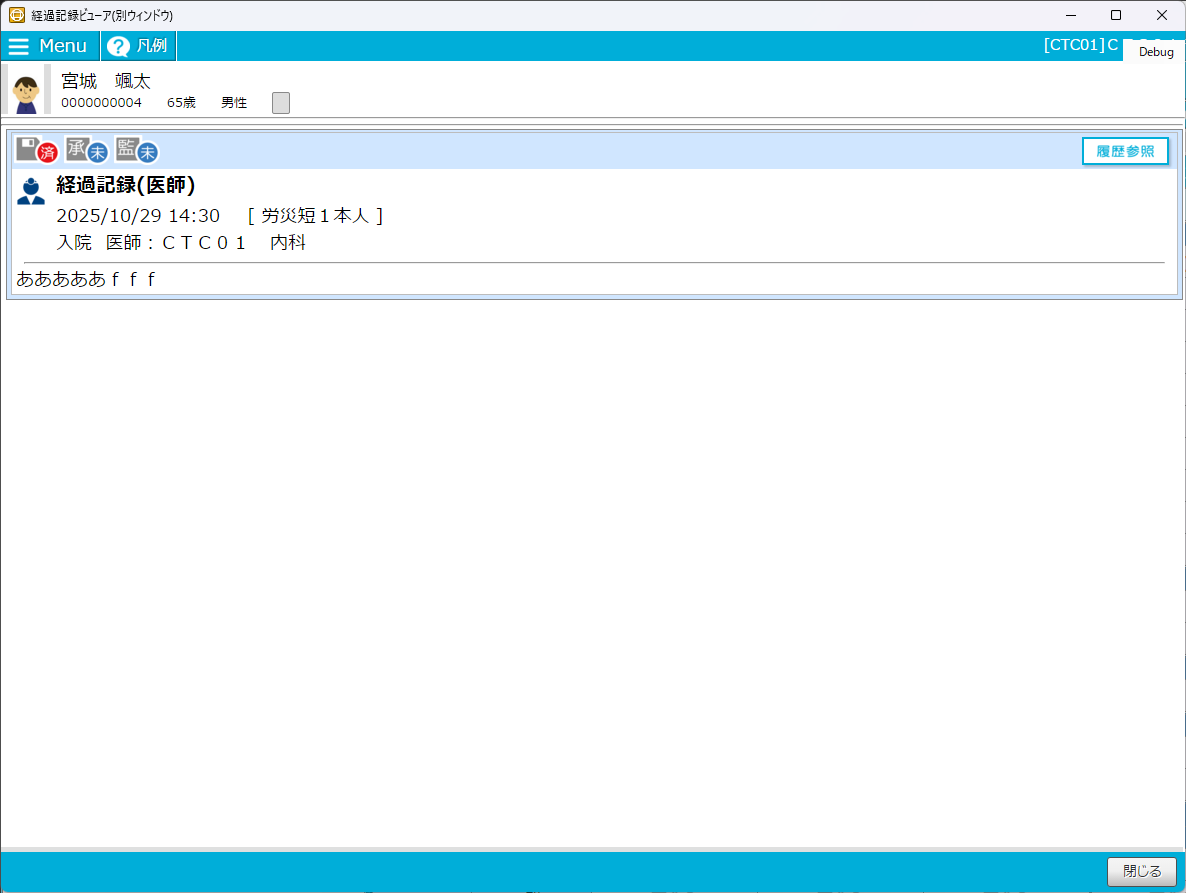 経過記録ビューア(別ウィンドウ)
Menu 凡例 [CTC01] C
Debug
宮城 颯太
0000000004 65歳 男性
済 承 未 監 未 履歴参照
経過記録(医師)
2025/10/29 14:30 [ 労災短１本人 ]
入院 医師：ＣＴＣ０１ 内科
あああああｆｆｆ
閉じる